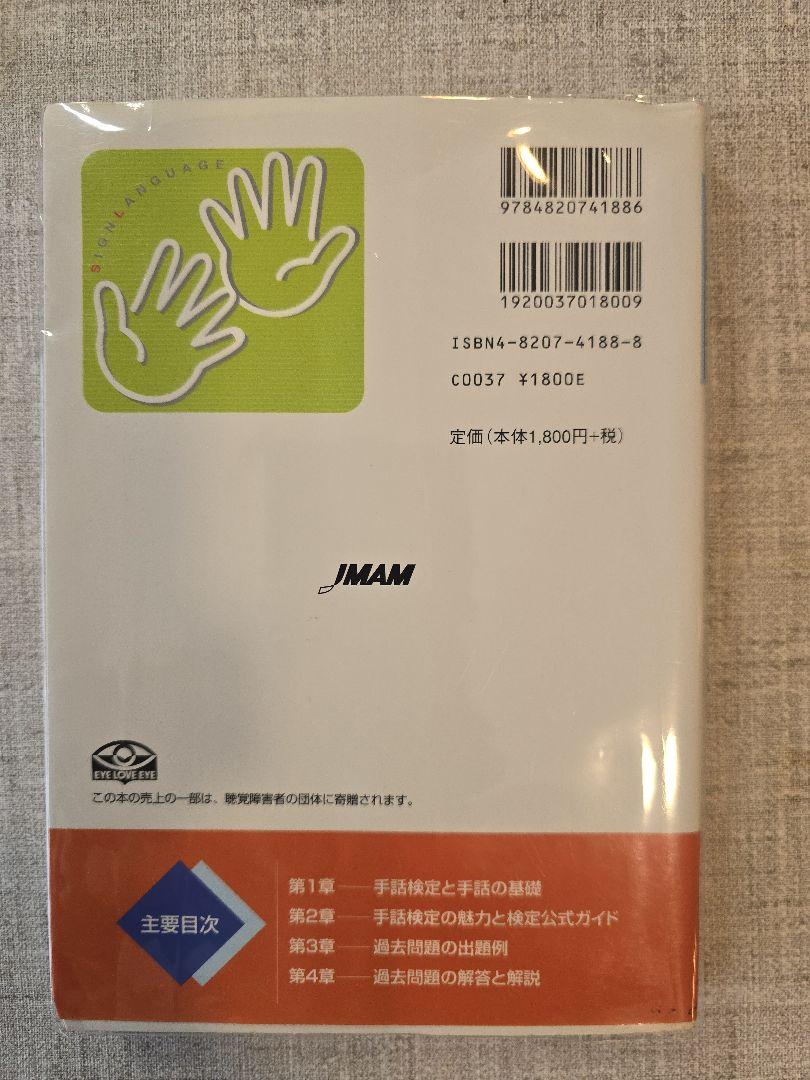 SIGN LANGUAGE
9784820741886
1920037018009
ISBN4-8207-4188-8
C0037 ¥1800E
定価(本体1,800円+税)
JMAM
EYE LOVE EYE
この本の売上の一部は、聴覚障害者の団体に寄贈されます。
主要目次
第1章──手話検定と手話の基礎
第2章──手話検定の魅力と検定公式ガイド
第3章──過去問題の出題例
第4章──過去問題の解答と解説